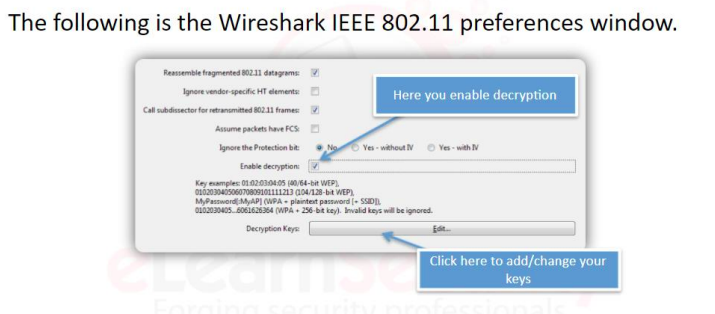 The following is the Wireshark IEEE 802.11 preferences window.
Reassemble fragmented 802.11 datagrams:
Ignore vendor-specific HT elements:
Here you enable decryption
Call subdissector for retransmitted 802.11 frames:
Assume packets have FCS:
Ignore the Protection bit: No Yes - without IV Yes - with IV
Enable decryption:
Key examples: 01:02:03:04:05 (40/64-bit WEP),
010203040506070809101111213 (104/128-bit WEP),
MyPassword[:MyAP] (WPA + plaintext password [+ SSID]),
0102030405...6061626364 (WPA + 256-bit key). Invalid keys will be ignored.
Decryption Keys: Edit...
Click here to add/change your
keys
eLearnSecurity
Forging security professionals